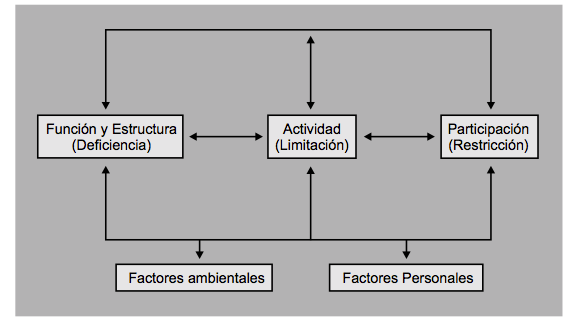 Función y Estructura
(Deficiencia)
Actividad
(Limitación)
Participación
(Restricción)
Factores ambientales
Factores Personales